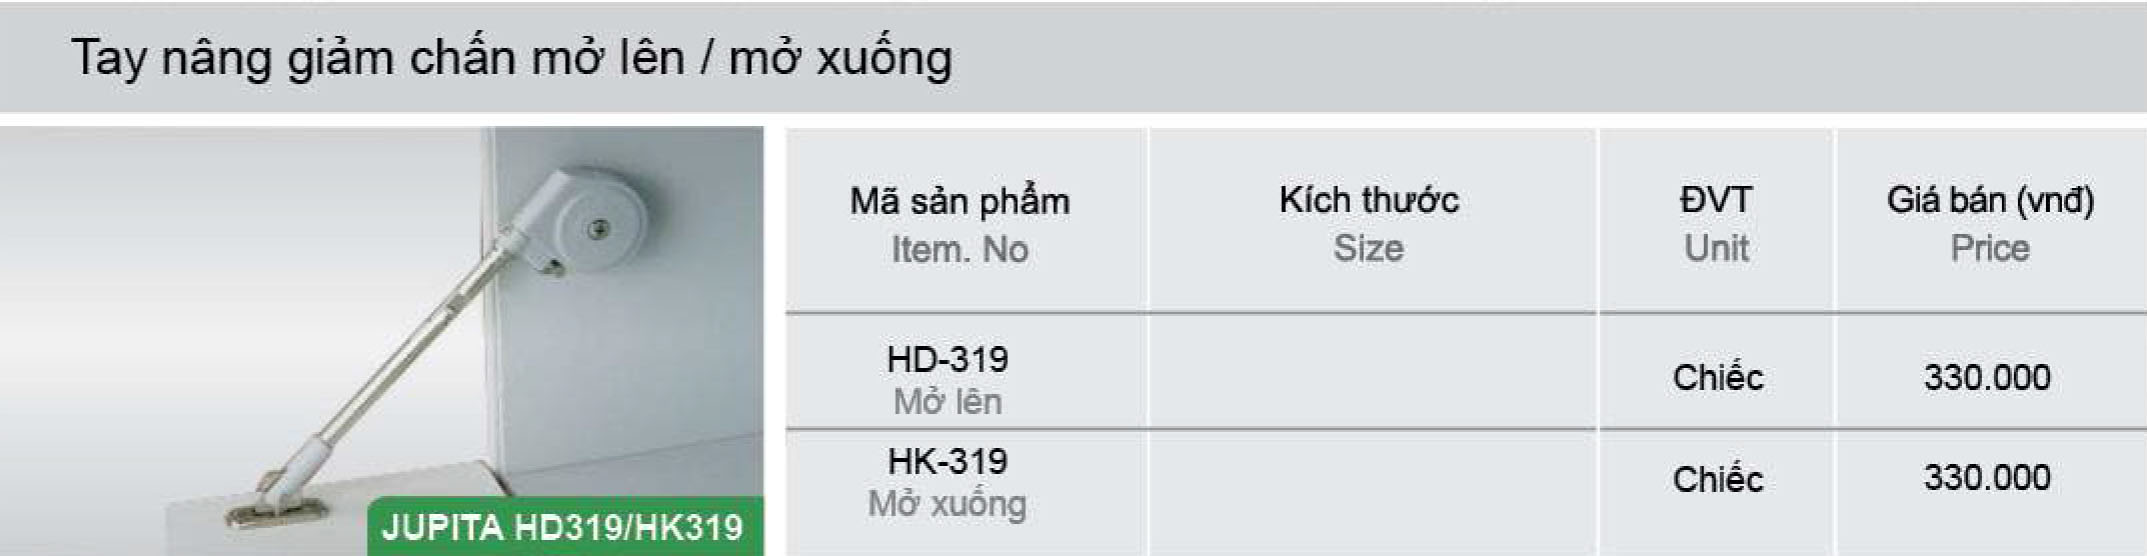 Tay nâng giảm chấn mở lên / mở xuống
Mã sản phẩm
Item. No
Kích thước
Size
ĐVT
Unit
Giá bán (vnđ)
Price
HD-319
Mở lên
Chiếc
330.000
HK-319
Mở xuống
Chiếc
330.000
JUPITA HD319/HK319